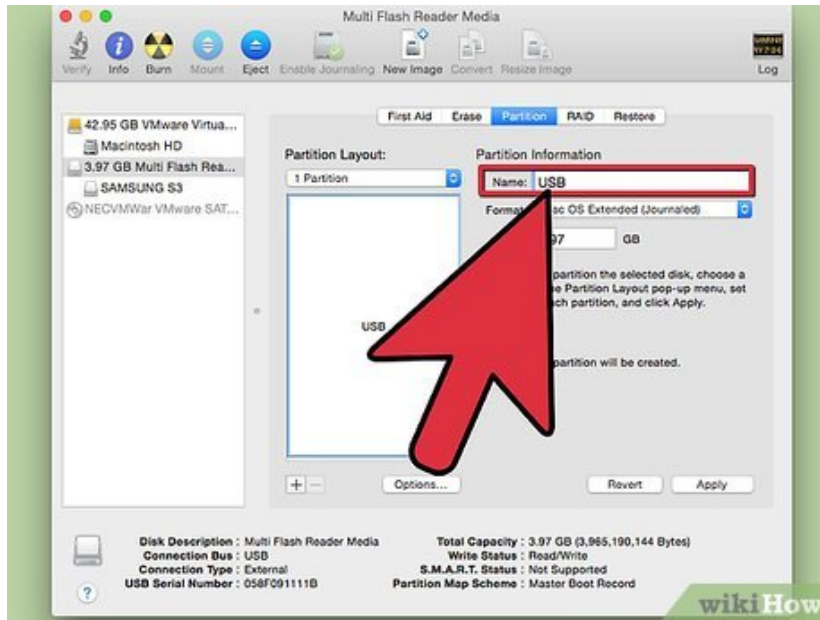 Multi Flash Reader Media
Verify Info Burn Mount Eject Enable Journaling New Image Convert Resize Image Log
First Aid Erase Partition RAID Restore
42.95 GB VMware Virtua...
Macintosh HD
3.97 GB Multi Flash Rea...
SAMSUNG S3
NECVMWar VMware SAT...
Partition Layout:
1 Partition
USB
Partition Information
Name: USB
ac OS Extended (Journaled)
97 GB
partition the selected disk, choose a
Partition Layout pop-up menu, set
partition, and click Apply.
partition will be created.
+ − Options... Revert Apply
Disk Description : Multi Flash Reader Media
Connection Bus : USB
Connection Type : External
USB Serial Number : 058F091111B
Total Capacity : 3.97 GB (3,965,190,144 Bytes)
Write Status : Read/Write
S.M.A.R.T. Status : Not Supported
Partition Map Scheme : Master Boot Record
?
wikiHow